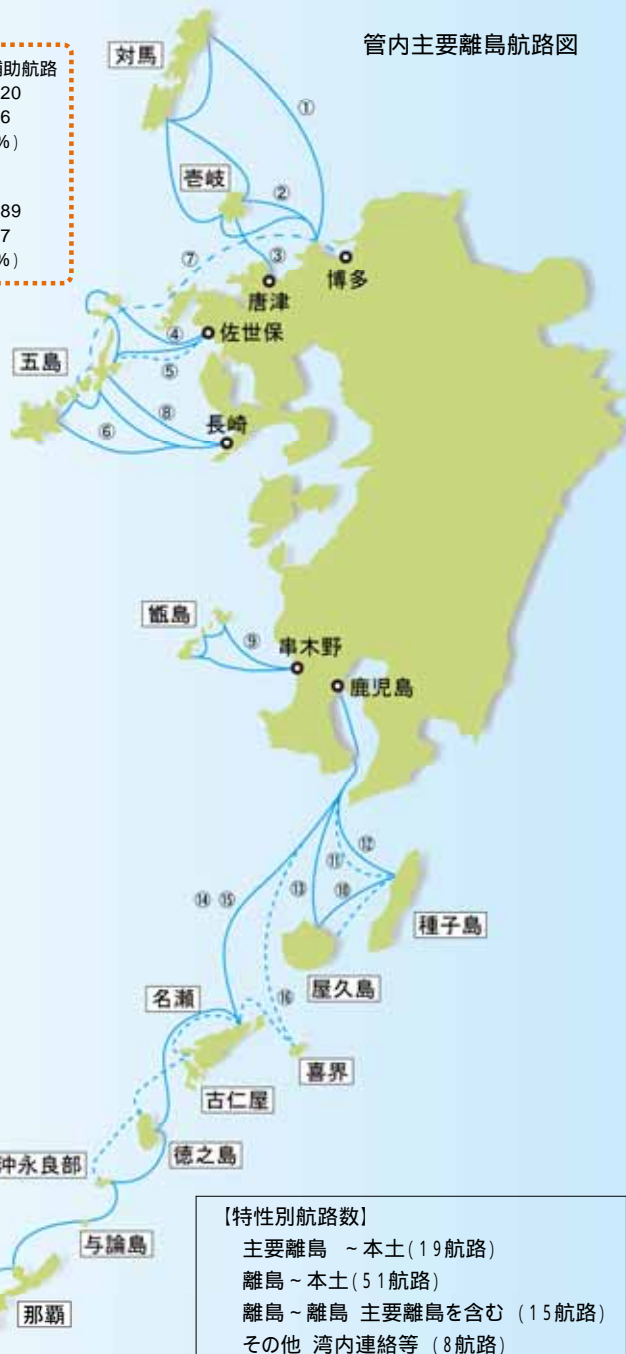 管内主要離島航路図
補助航路
20
6
%)
89
7
%)
対馬
①
壱岐
②
⑦
③
博多
唐津
④
佐世保
五島
⑤
⑧
長崎
⑥
甑島
⑨
串木野
鹿児島
⑫
⑪
⑬
⑩
⑭ ⑮
種子島
屋久島
名瀬
⑯
喜界
古仁屋
徳之島
沖永良部
与論島
那覇
【特性別航路数】
主要離島 ~本土(19航路)
離島~本土(51航路)
離島~離島 主要離島を含む (15航路)
その他 湾内連絡等 (8航路)